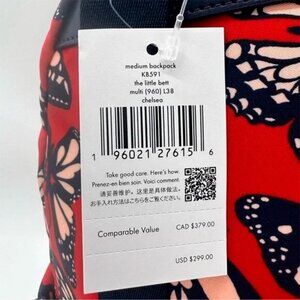 medium backpack
K8591
the little bett
multi (960) L3B
chelsea
1 96021 27615 6
Take good care. Here's how.
Prenez-en bien soin. Voici comment.
请妥善维护。这里是具体做法。
お手入れ方法はこちらをご覧ください
Comparable Value
CAD $379.00
USD $299.00